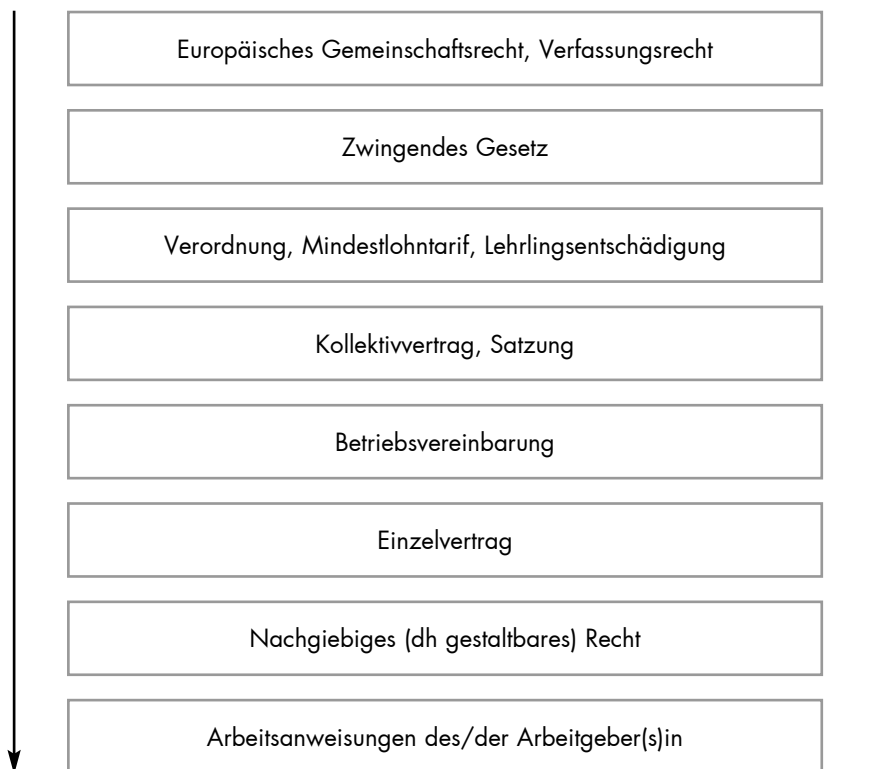 Europäisches Gemeinschaftsrecht, Verfassungsrecht
Zwingendes Gesetz
Verordnung, Mindestlohntarif, Lehrlingsentschädigung
Kollektivvertrag, Satzung
Betriebsvereinbarung
Einzelvertrag
Nachgiebiges (dh gestaltbares) Recht
Arbeitsanweisungen des/der Arbeitgeber(s)in